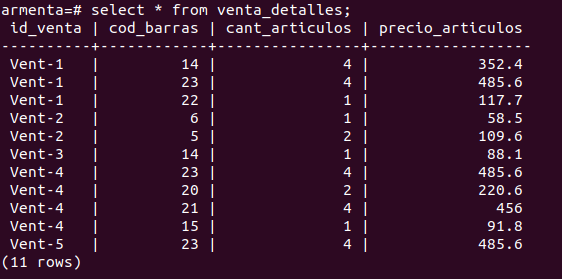 armenta=# select * from venta_detalles;
 id_venta | cod_barras | cant_articulos | precio_articulos
----------+------------+----------------+------------------
 Vent-1   |         14 |              4 |            352.4
 Vent-1   |         23 |              4 |            485.6
 Vent-1   |         22 |              1 |            117.7
 Vent-2   |          6 |              1 |             58.5
 Vent-2   |          5 |              2 |            109.6
 Vent-3   |         14 |              1 |             88.1
 Vent-4   |         23 |              4 |            485.6
 Vent-4   |         20 |              2 |            220.6
 Vent-4   |         21 |              4 |              456
 Vent-4   |         15 |              1 |             91.8
 Vent-5   |         23 |              4 |            485.6
(11 rows)